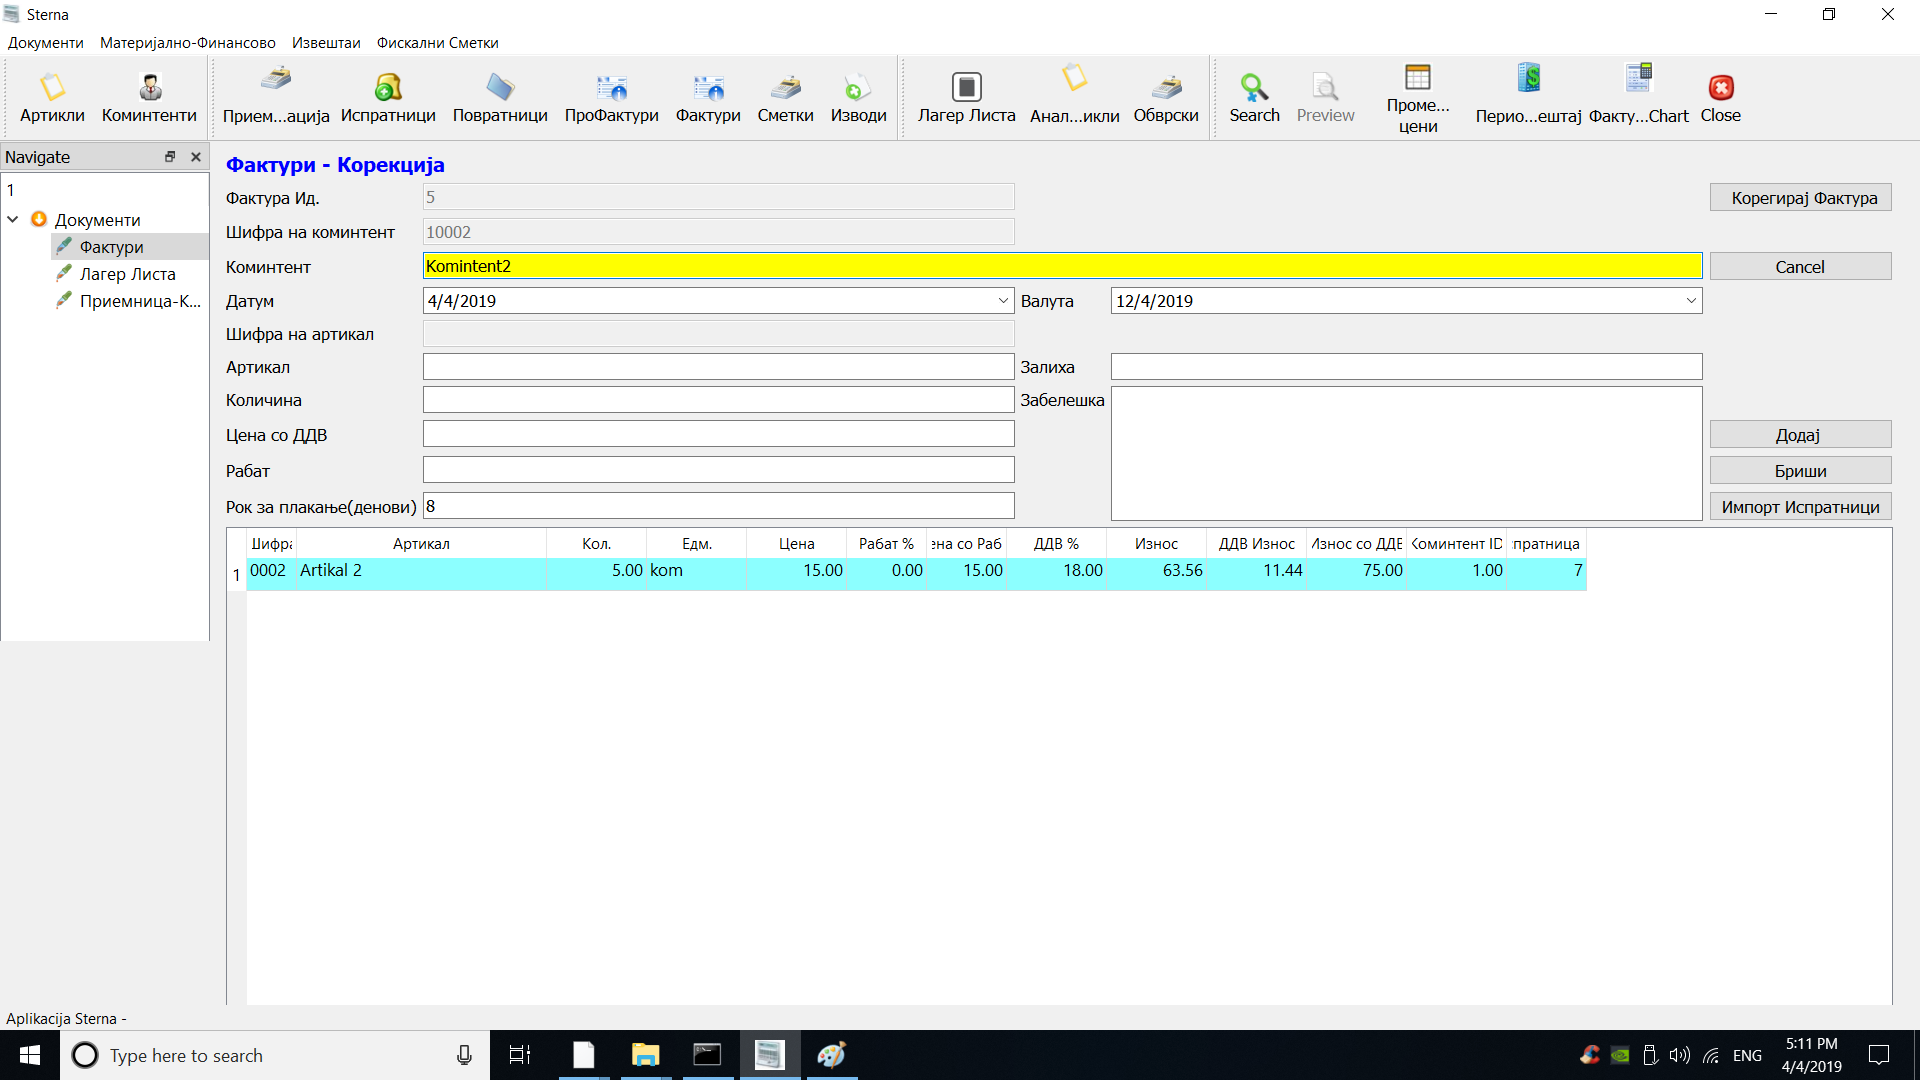 Sterna
Документи Материјално-Финансово Извештаи Фискални Сметки
Артикли Коминтенти Прием...ација Испратници Повратници ПроФактури Фактури Сметки Изводи Лагер Листа Анал...икли Обврски Search Preview Проме... цени Перио...ештај Факту...Chart Close
Navigate
1
Документи
Фактури
Лагер Листа
Приемница-К...
Фактури - Корекција
Фактура Ид. 5 Корегирај Фактура
Шифра на коминтент 10002
Коминтент Komintent2 Cancel
Датум 4/4/2019 Валута 12/4/2019
Шифра на артикал
Артикал Залиха
Количина Забелешка
Цена со ДДВ Додај
Рабат Бриши
Рок за плакање(денови) 8 Импорт Испратници
Шифра Артикал Кол. Едм. Цена Рабат % ена со Раб ДДВ % Износ ДДВ Износ Износ со ДДВ Коминтент ID спратница
1 0002 Artikal 2 5.00 kom 15.00 0.00 15.00 18.00 63.56 11.44 75.00 1.00 7
Aplikacija Sterna -
Type here to search ENG 5:11 PM
4/4/2019